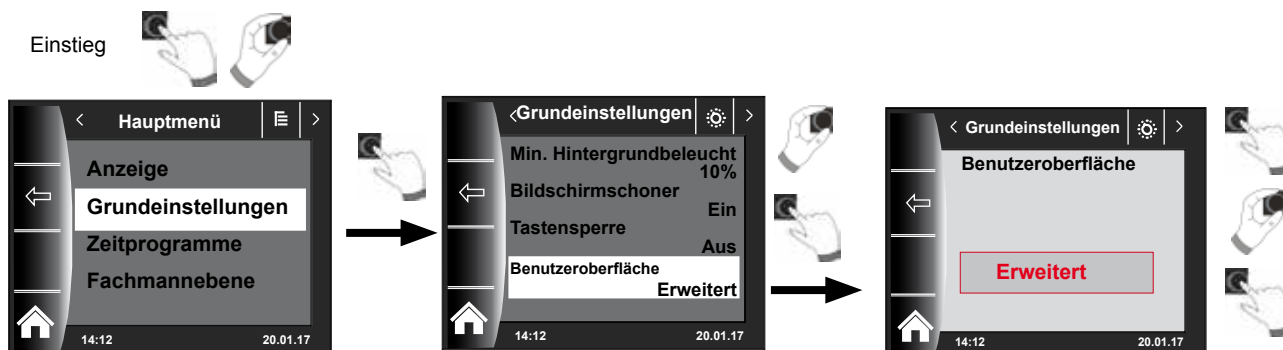 Einstieg
Hauptmenü
Anzeige
Grundeinstellungen
Zeitprogramme
Fachmannebene
14:12 20.01.17
Grundeinstellungen
Min. Hintergrundbeleucht
10%
Bildschirmschoner
Ein
Tastensperre
Aus
Benutzeroberfläche
Erweitert
14:12 20.01.17
Grundeinstellungen
Benutzeroberfläche
Erweitert
14:12 20.01.17